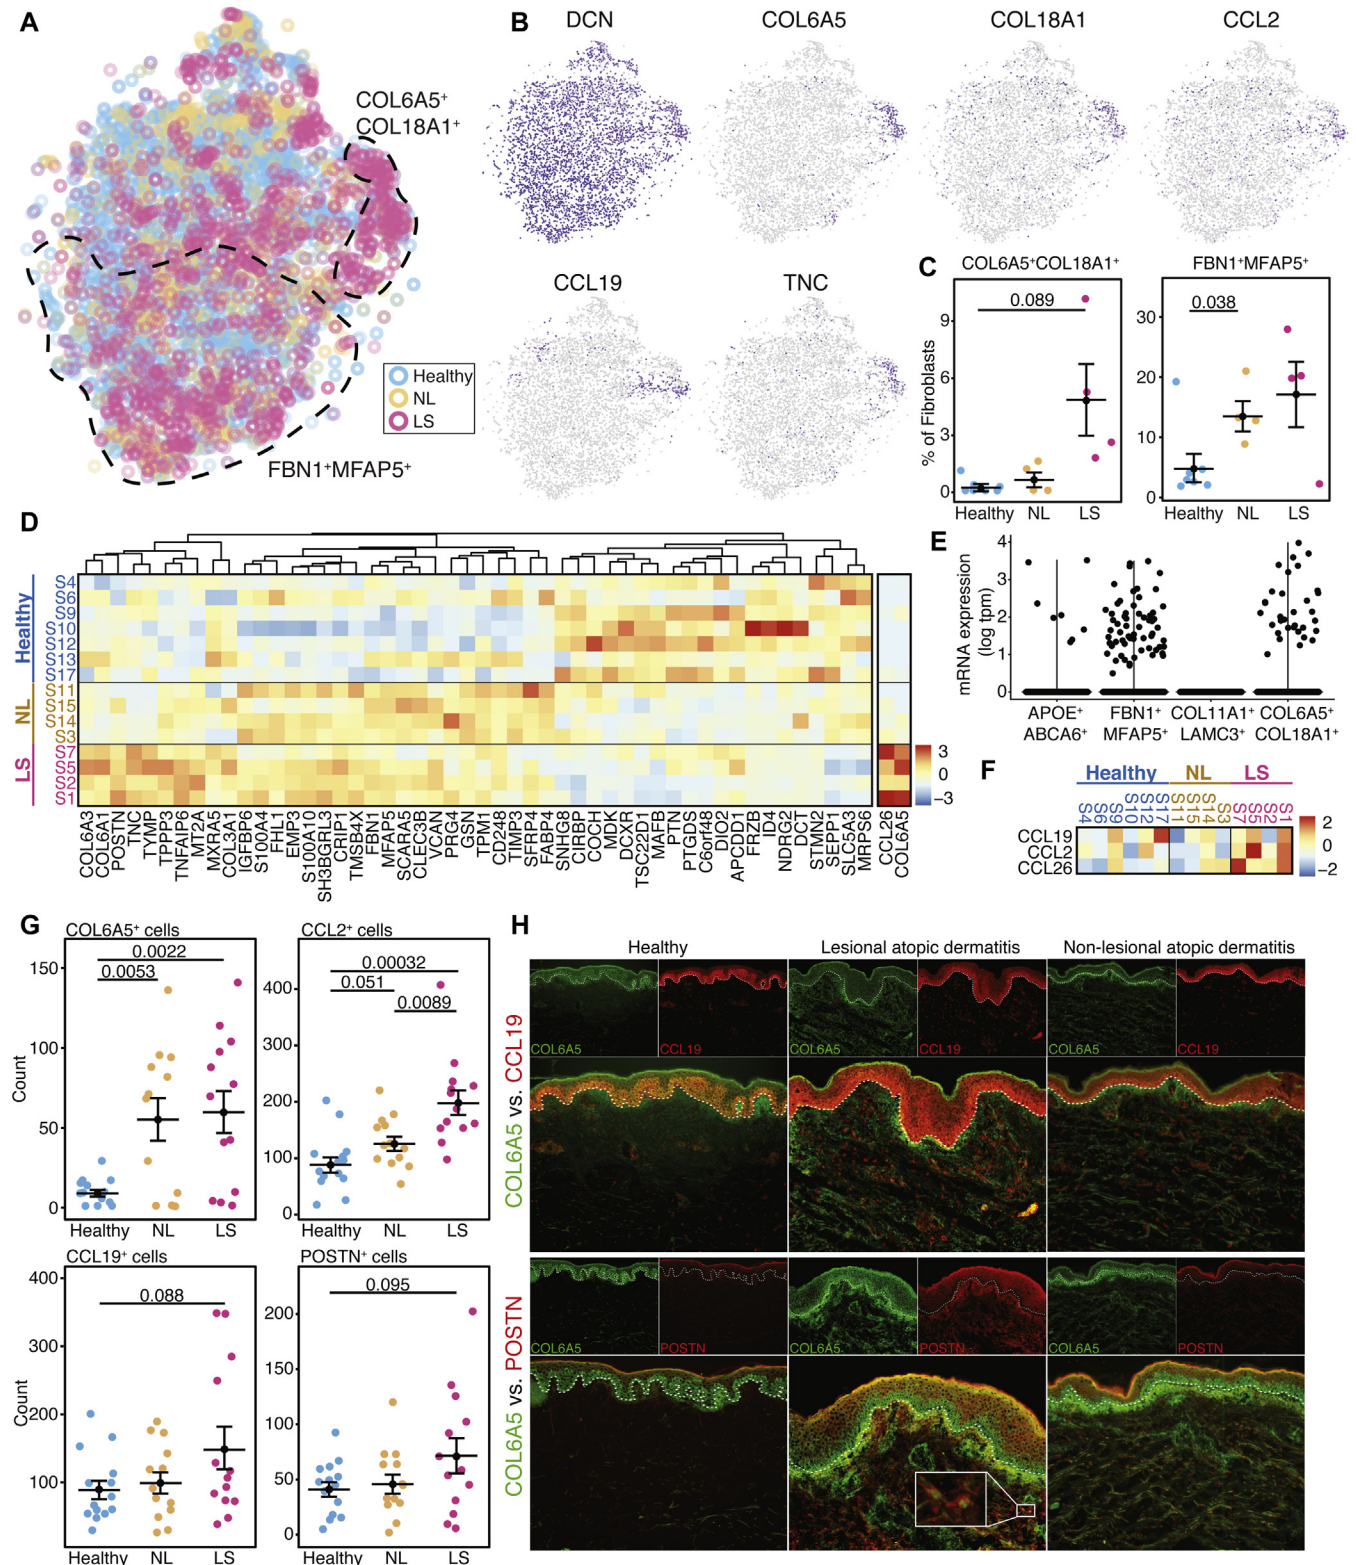 A
COL6A5+
COL18A1+
Healthy
NL
LS
FBN1+MFAP5+
B
DCN
COL6A5
COL18A1
CCL2
CCL19
TNC
C
COL6A5+COL18A1+
FBN1+MFAP5+
% of Fibroblasts
9
6
3
0
0.089
Healthy NL LS
30
20
10
0
0.038
Healthy NL LS
D
Healthy
S4
S6
S9
S10
S12
S13
S17
NL
S11
S15
S14
S3
LS
S7
S5
S2
S1
3
0
−3
COL6A3
COL6A1
POSTN
TNC
TYMP
TPPP3
TNFAIP6
MT2A
MXRA5
COL3A1
IGFBP6
S100A4
FHL1
EMP3
S100A10
SH3BGRL3
CRIP1
TMSB4X
FBN1
MFAP5
SCARA5
CLEC3B
VCAN
PRG4
GSN
TPM1
CD248
TIMP3
SFRP4
FABP4
SNHG8
CIRBP
COCH
MDK
DCXR
TSC22D1
MAFB
PTN
PTGDS
C6orf48
DIO2
APCDD1
FRZB
ID4
NDRG2
DCT
STMN2
SEPP1
SLC5A3
MRPS6
CCL26
COL6A5
E
mRNA expression
(log tpm)
4
3
2
1
0
APOE+
ABCA6+
FBN1+
MFAP5+
COL11A1+
LAMC3+
COL6A5+
COL18A1+
F
Healthy NL LS
S4 S6 S9 S10 S12 S17 S11 S15 S14 S3 S7 S5 S2 S1
CCL19
CCL2
CCL26
2
0
−2
G
COL6A5+ cells
Count
150
100
50
0
0.0022
0.0053
Healthy NL LS
CCL2+ cells
400
300
200
100
0
0.00032
0.051
0.0089
Healthy NL LS
CCL19+ cells
Count
400
300
200
100
0.088
Healthy NL LS
POSTN+ cells
200
150
100
50
0
0.095
Healthy NL LS
H
Healthy
Lesional atopic dermatitis
Non-lesional atopic dermatitis
COL6A5 vs. CCL19
COL6A5
CCL19
COL6A5
CCL19
COL6A5
CCL19
COL6A5 vs. POSTN
COL6A5
POSTN
COL6A5
POSTN
COL6A5
POSTN